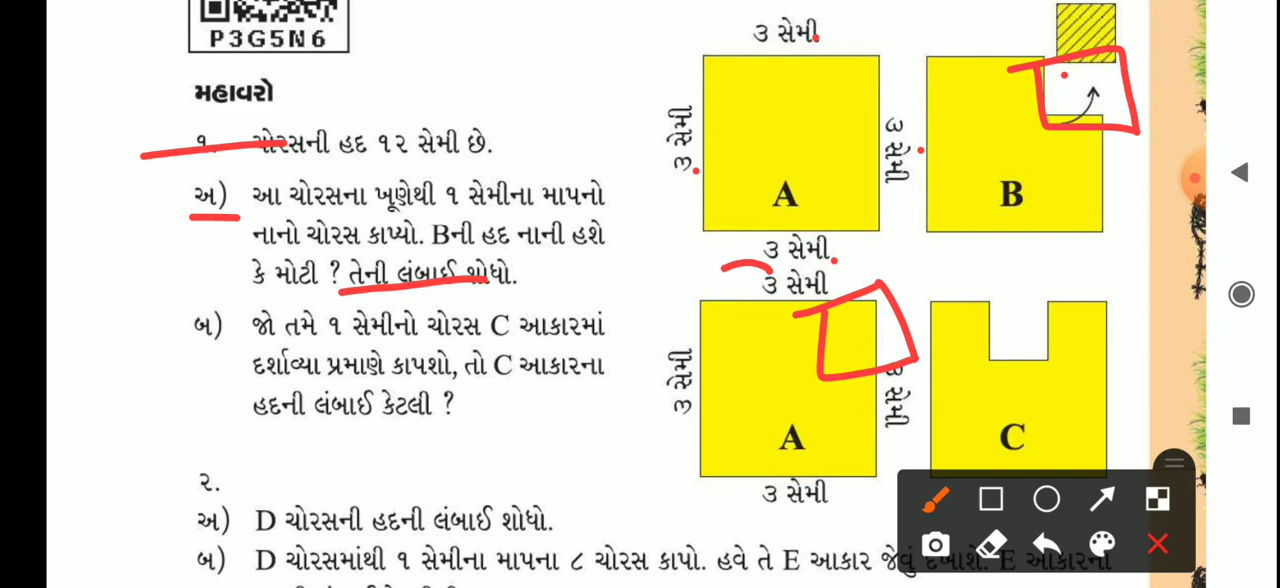 P3G5N6
મહાવરો
૧. ચોરસની હદ ૧૨ સેમી છે.
અ) આ ચોરસના ખૂણેથી ૧ સેમીના માપનો
નાનો ચોરસ કાપ્યો. Bની હદ નાની હશે
કે મોટી ? તેની લંબાઈ શોધો.
બ) જો તમે ૧ સેમીનો ચોરસ C આકારમાં
દર્શાવ્યા પ્રમાણે કાપશો, તો C આકારના
હદની લંબાઈ કેટલી ?
૩ સેમી
૩ સેમી
૩ સેમી
A
B
૩ સેમી
૩ સેમી
૩ સેમી
૩ સેમી
A
C
૩ સેમી
૨.
અ) D ચોરસની હદની લંબાઈ શોધો.
બ) D ચોરસમાંથી ૧ સેમીના માપના ૮ ચોરસ કાપો. હવે તે E આકાર જેવું દેખાશે. E આકારના